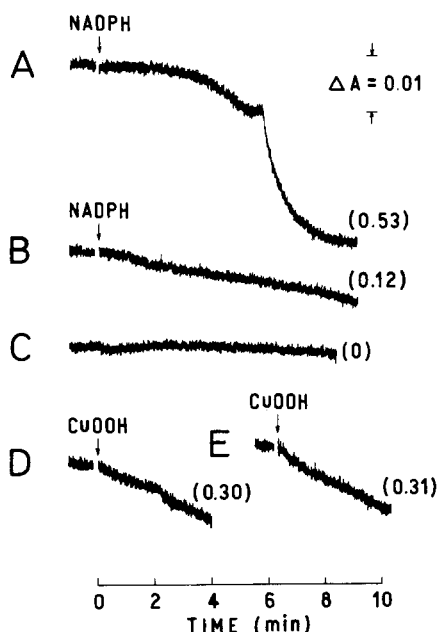 NADPH
A
Δ A = 0.01
(0.53)
NADPH
B
(0.12)
C
(0)
CuOOH
D
(0.30)
CuOOH
E
(0.31)
0 2 4 6 8 10
TIME (min)